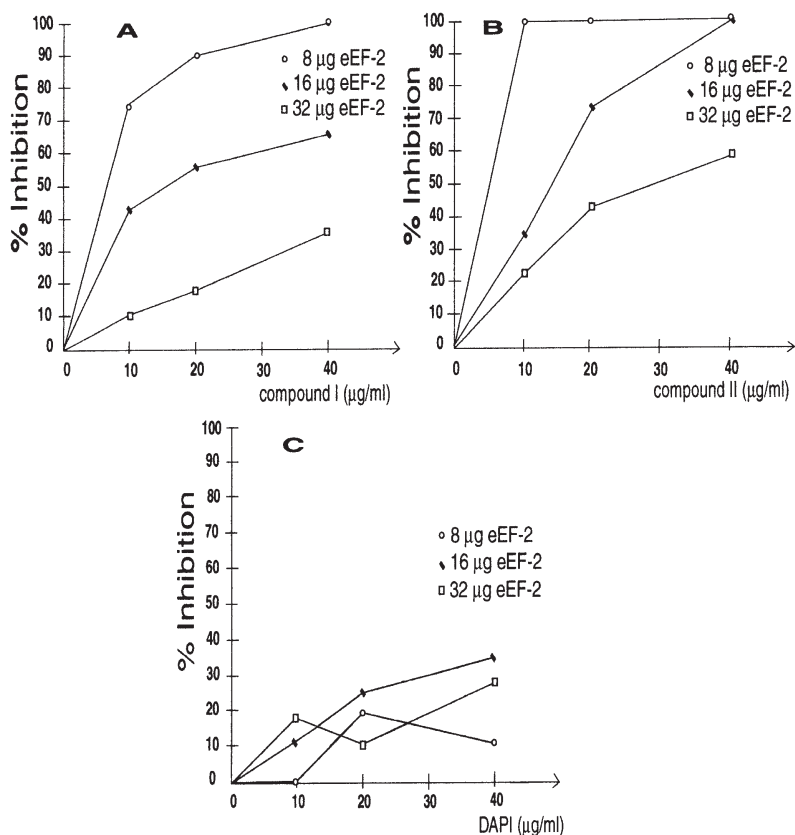 A
% Inhibition
100
90
80
70
60
50
40
30
20
10
0
8 µg eEF-2
16 µg eEF-2
32 µg eEF-2
0 10 20 30 40
compound I (µg/ml)
B
% Inhibition
100
90
80
70
60
50
40
30
20
10
0
8 µg eEF-2
16 µg eEF-2
32 µg eEF-2
0 10 20 30 40
compound II (µg/ml)
C
% Inhibition
100
90
80
70
60
50
40
30
20
10
0
8 µg eEF-2
16 µg eEF-2
32 µg eEF-2
0 10 20 30 40
DAPI (µg/ml)